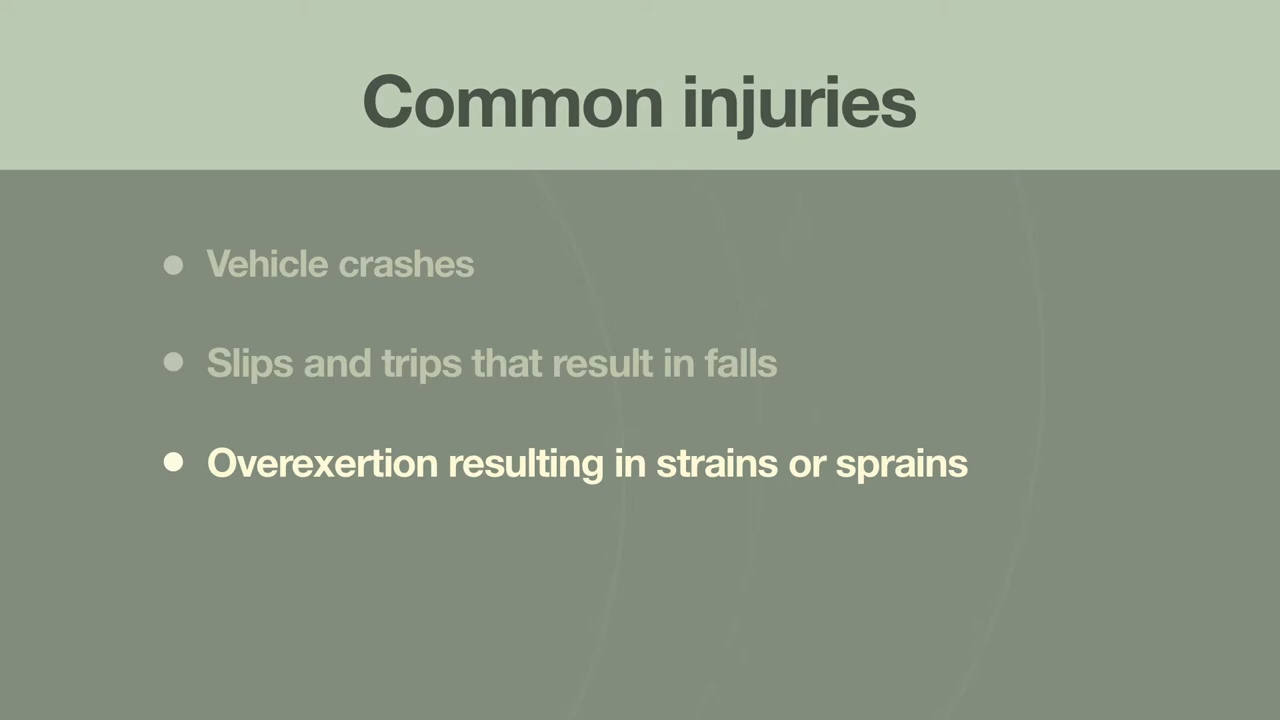 Common injuries
• Vehicle crashes
• Slips and trips that result in falls
• Overexertion resulting in strains or sprains